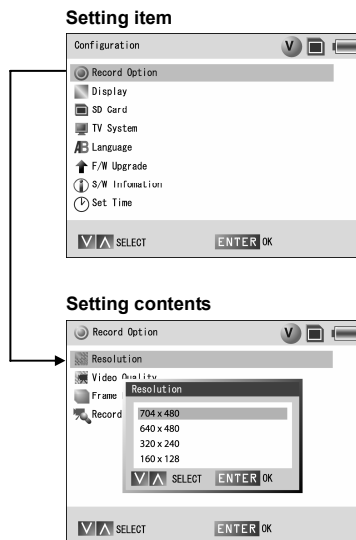 Setting item
Configuration V
Record Option
Display
SD Card
TV System
AB Language
F/W Upgrade
S/W Infomation
Set Time
SELECT ENTER OK
Setting contents
Record Option V
Resolution
Video Quality
Frame
Record
Resolution
704 x 480
640 x 480
320 x 240
160 x 128
SELECT ENTER OK
SELECT ENTER OK